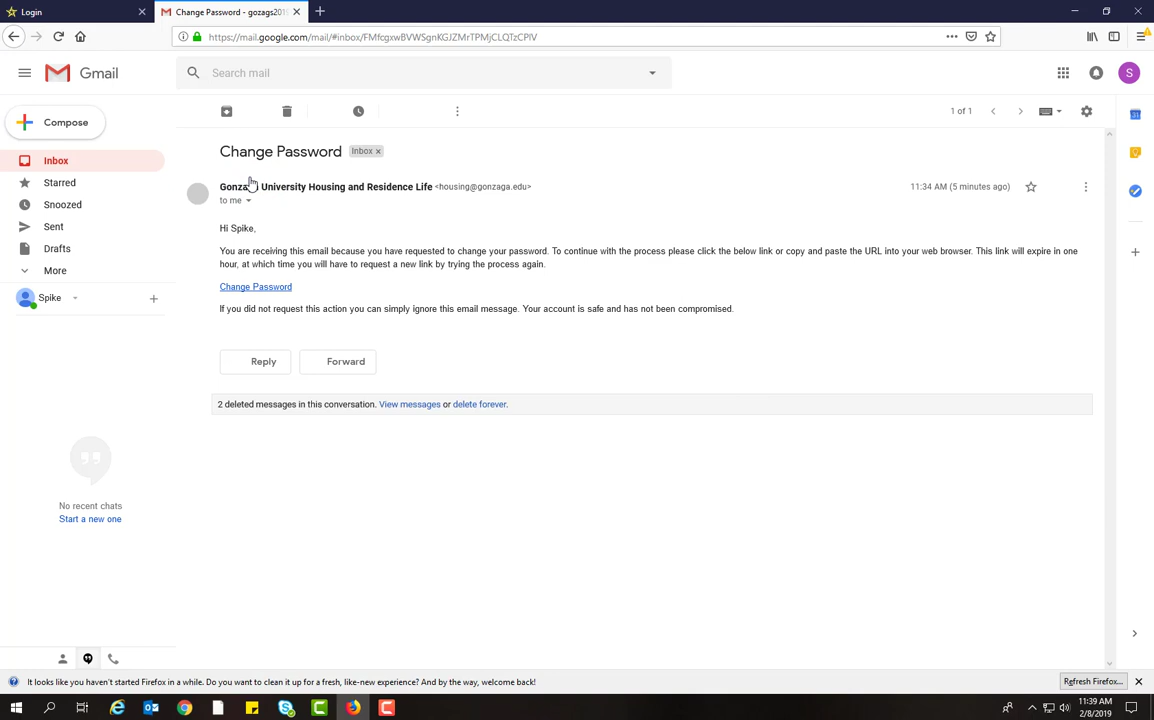 Login
Change Password - gozags201
https://mail.google.com/mail/#inbox/FMfcgxwBVWSgnKGJZMrTPMjCLQTzCPlV
Gmail
Search mail
S
Compose
1 of 1
31
Change Password Inbox x
Inbox
Gonza University Housing and Residence Life <housing@gonzaga.edu>
11:34 AM (5 minutes ago)
to me
Starred
Snoozed
Sent
Drafts
More
Spike
Hi Spike,
You are receiving this email because you have requested to change your password. To continue with the process please click the below link or copy and paste the URL into your web browser. This link will expire in one
hour, at which time you will have to request a new link by trying the process again.
Change Password
If you did not request this action you can simply ignore this email message. Your account is safe and has not been compromised.
Reply
Forward
2 deleted messages in this conversation. View messages or delete forever.
No recent chats
Start a new one
It looks like you haven't started Firefox in a while. Do you want to clean it up for a fresh, like-new experience? And by the way, welcome back!
Refresh Firefox...
11:39 AM
2/8/2019